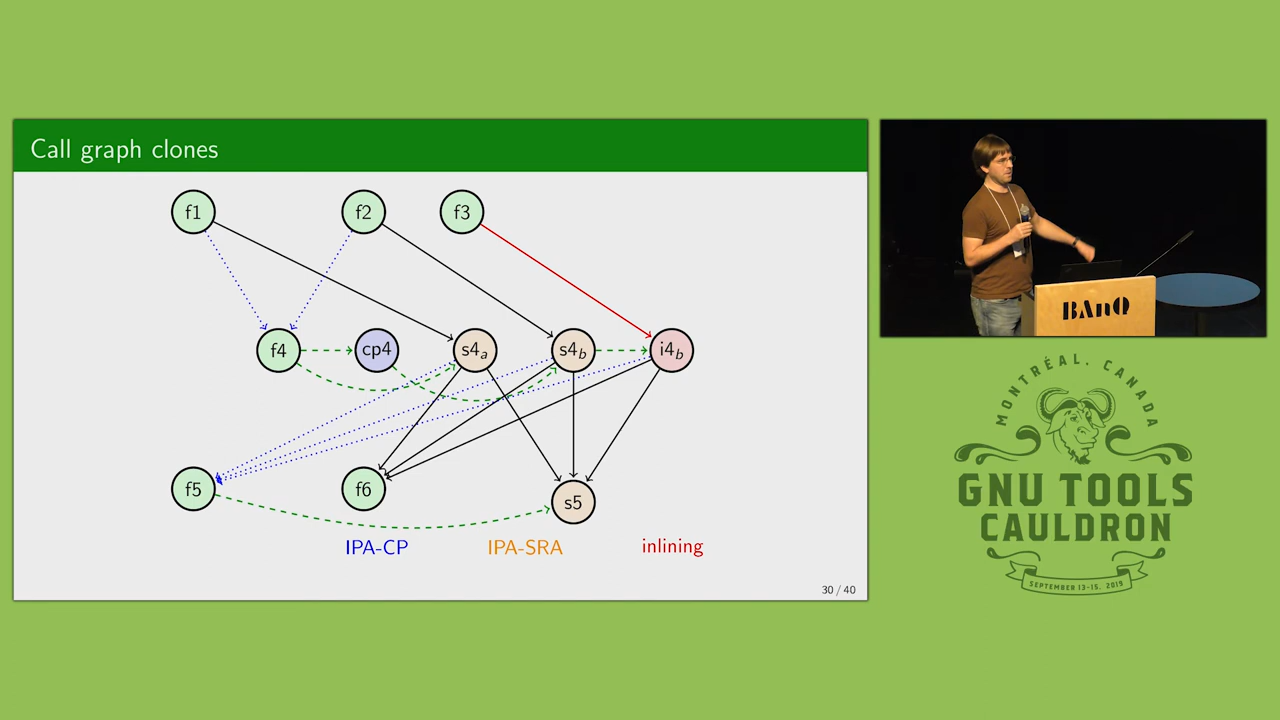 Call graph clones
f1
f2
f3
f4
cp4
s4a
s4b
i4b
f5
f6
s5
IPA-CP
IPA-SRA
inlining
30 / 40
BAnQ
MONTRÉAL, CANADA
GNU TOOLS
CAULDRON
SEPTEMBER 13-15, 2019